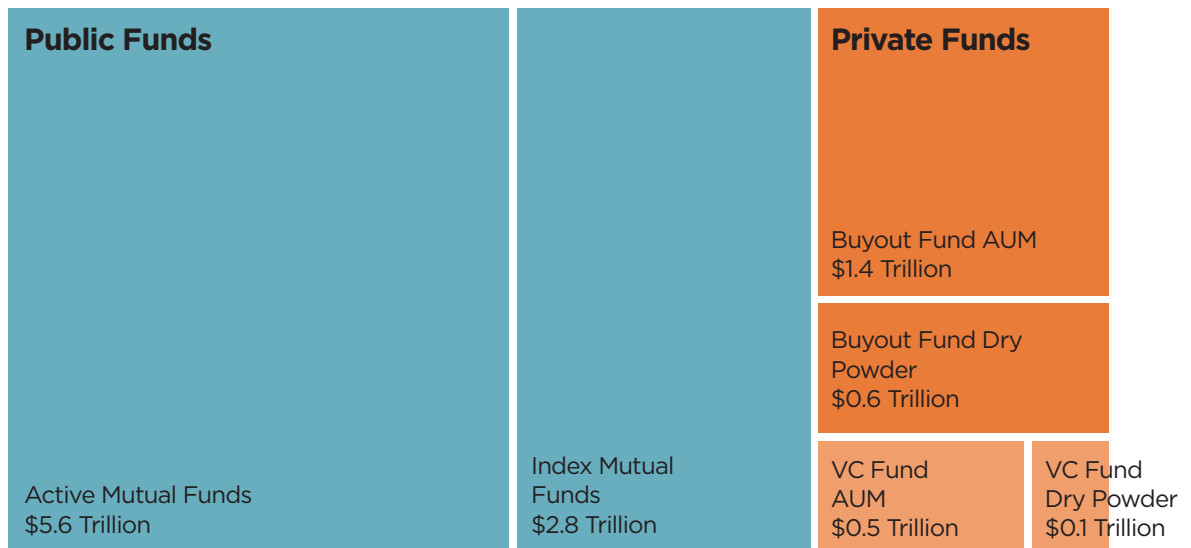 Public Funds
Active Mutual Funds
$5.6 Trillion
Index Mutual
Funds
$2.8 Trillion
Private Funds
Buyout Fund AUM
$1.4 Trillion
Buyout Fund Dry
Powder
$0.6 Trillion
VC Fund
AUM
$0.5 Trillion
VC Fund
Dry Powder
$0.1 Trillion